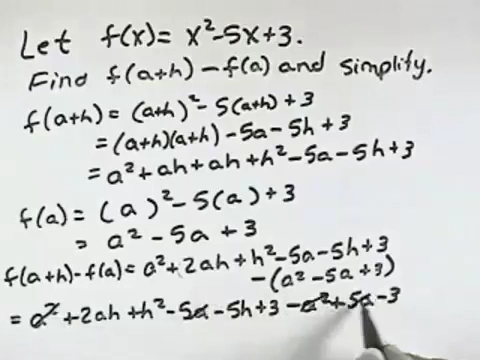 Let f(x) = x² - 5x + 3.
Find f(a+h) - f(a) and simplify.
f(a+h) = (a+h)² - 5(a+h) + 3
= (a+h)(a+h) - 5a - 5h + 3
= a² + ah + ah + h² - 5a - 5h + 3
f(a) = (a)² - 5(a) + 3
= a² - 5a + 3
f(a+h) - f(a) = a² + 2ah + h² - 5a - 5h + 3
- (a² - 5a + 3)
= a² + 2ah + h² - 5a - 5h + 3 - a² + 5a - 3